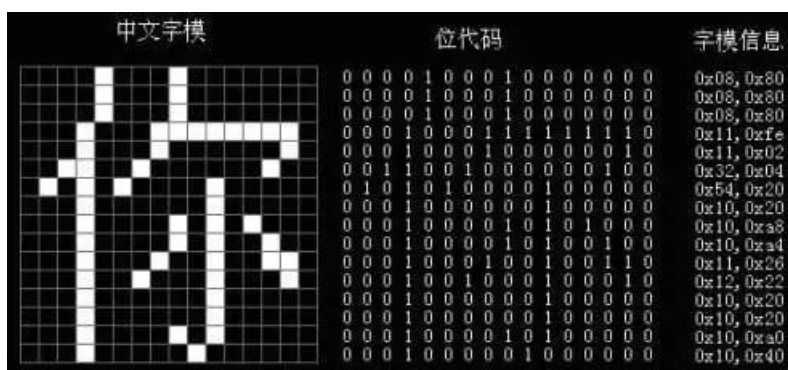 中文字模 位代码 字模信息
0 0 0 0 1 0 0 0 1 0 0 0 0 0 0 0 0x08,0x80
0 0 0 0 1 0 0 0 1 0 0 0 0 0 0 0 0x08,0x80
0 0 0 0 1 0 0 0 1 0 0 0 0 0 0 0 0x08,0x80
0 0 0 1 0 0 0 1 1 1 1 1 1 1 1 0 0x11,0xfe
0 0 0 1 0 0 0 1 0 0 0 0 0 0 1 0 0x11,0x02
0 0 1 1 0 0 1 0 0 0 0 0 0 1 0 0 0x32,0x04
0 1 0 1 0 1 0 0 0 0 1 0 0 0 0 0 0x54,0x20
0 0 0 1 0 0 0 0 0 0 1 0 0 0 0 0 0x10,0x20
0 0 0 1 0 0 0 0 1 0 1 0 1 0 0 0 0x10,0xa8
0 0 0 1 0 0 0 0 1 0 1 0 0 1 0 0 0x10,0xa4
0 0 0 1 0 0 0 1 0 0 1 0 0 1 1 0 0x11,0x26
0 0 0 1 0 0 1 0 0 0 1 0 0 0 1 0 0x12,0x22
0 0 0 1 0 0 0 0 0 0 1 0 0 0 0 0 0x10,0x20
0 0 0 1 0 0 0 0 0 0 1 0 0 0 0 0 0x10,0x20
0 0 0 1 0 0 0 0 1 0 1 0 0 0 0 0 0x10,0xa0
0 0 0 1 0 0 0 0 0 1 0 0 0 0 0 0 0x10,0x40